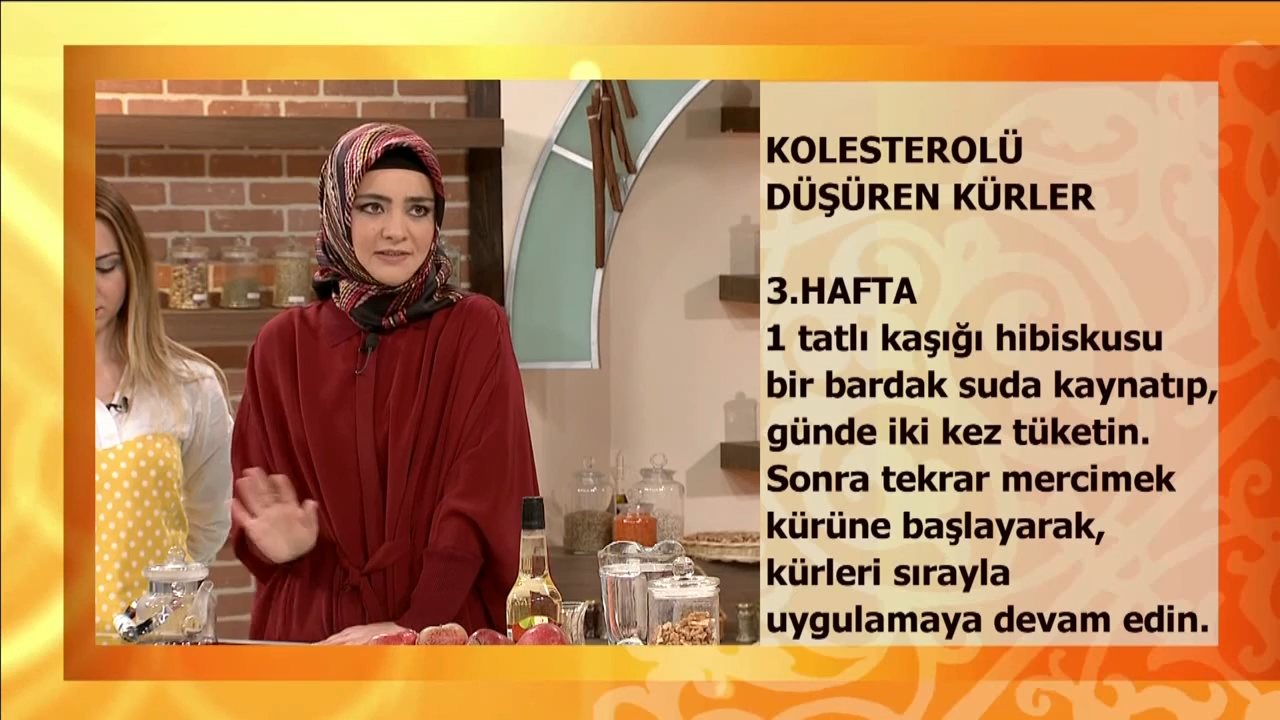 KOLESTEROLÜ
DÜŞÜREN KÜRLER
3.HAFTA
1 tatlı kaşığı hibiskusu
bir bardak suda kaynatıp,
günde iki kez tüketin.
Sonra tekrar mercimek
kürüne başlayarak,
kürleri sırayla
uygulamaya devam edin.